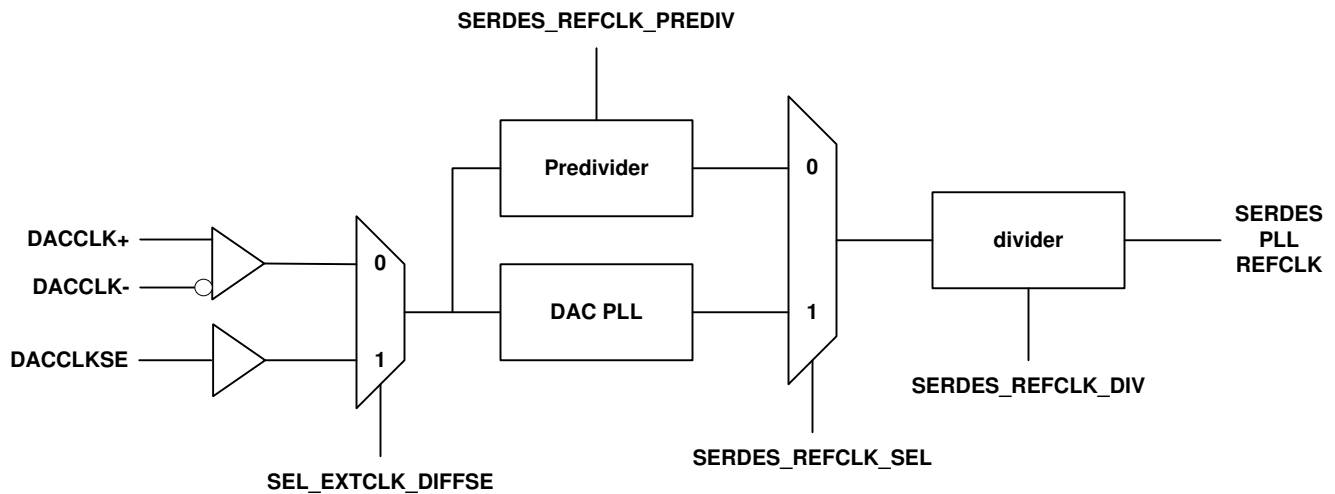 SERDES_REFCLK_PREDIV
Predivider
0
DACCLK+
DACCLK-
0
divider
SERDES
PLL
REFCLK
DAC PLL
1
DACCLKSE
1
SERDES_REFCLK_DIV
SERDES_REFCLK_SEL
SEL_EXTCLK_DIFFSE